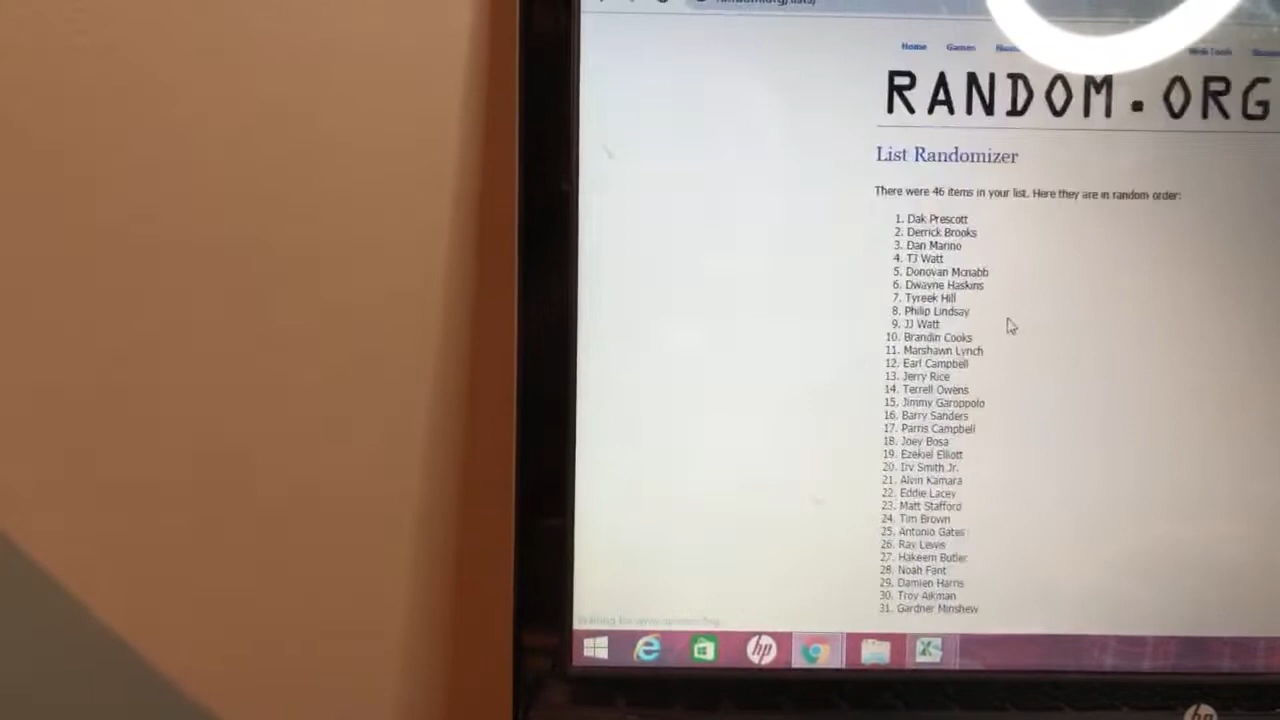 Home Games Web Tools
RANDOM.ORG
List Randomizer
There were 46 items in your list. Here they are in random order:
1. Dak Prescott
2. Derrick Brooks
3. Dan Marino
4. TJ Watt
5. Donovan Mcnabb
6. Dwayne Haskins
7. Tyreek Hill
8. Philip Lindsay
9. JJ Watt
10. Brandin Cooks
11. Marshawn Lynch
12. Earl Campbell
13. Jerry Rice
14. Terrell Owens
15. Jimmy Garoppolo
16. Barry Sanders
17. Parris Campbell
18. Joey Bosa
19. Ezekiel Elliott
20. Irv Smith Jr.
21. Alvin Kamara
22. Eddie Lacey
23. Matt Stafford
24. Tim Brown
25. Antonio Gates
26. Ray Lewis
27. Hakeem Butler
28. Noah Fant
29. Damien Harris
30. Troy Aikman
31. Gardner Minshew
hp
hp